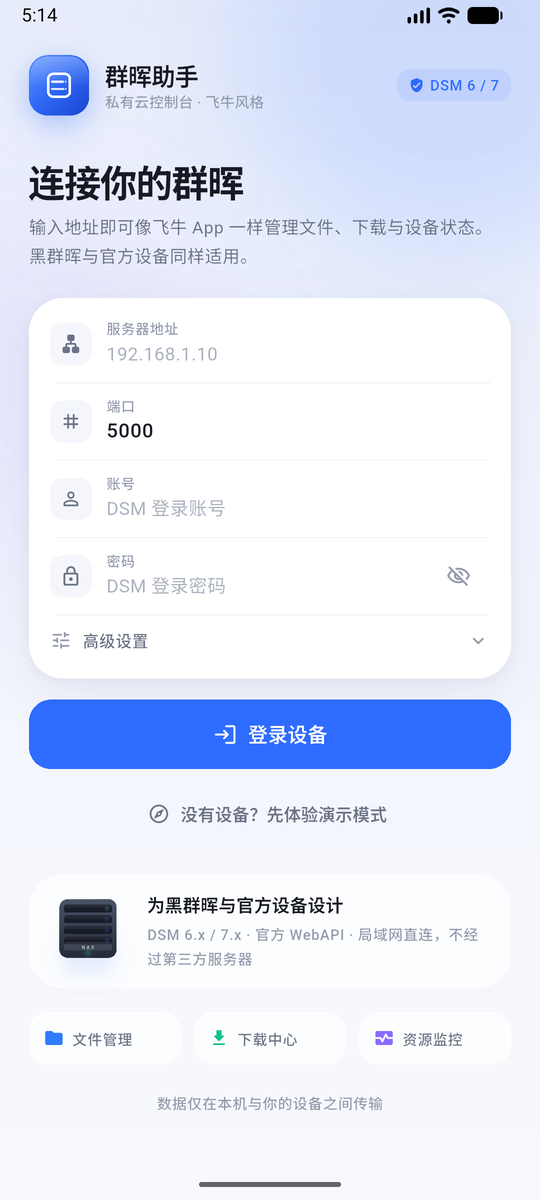 5:14
群晖助手
私有云控制台 · 飞牛风格
DSM 6 / 7
连接你的群晖
输入地址即可像飞牛 App 一样管理文件、下载与设备状态。
黑群晖与官方设备同样适用。
服务器地址
192.168.1.10
端口
5000
账号
DSM 登录账号
密码
DSM 登录密码
高级设置
登录设备
没有设备？先体验演示模式
NAS
为黑群晖与官方设备设计
DSM 6.x / 7.x · 官方 WebAPI · 局域网直连，不经
过第三方服务器
文件管理
下载中心
资源监控
数据仅在本机与你的设备之间传输